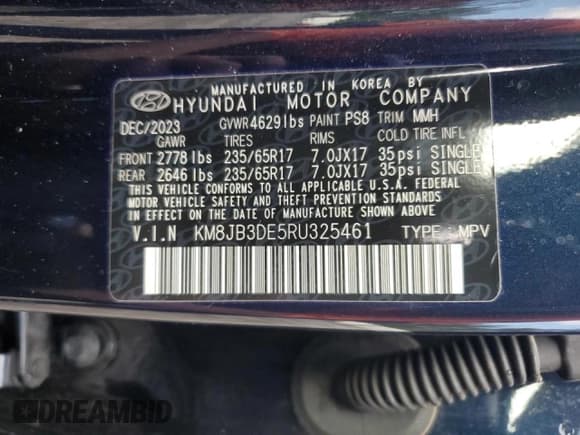 MANUFACTURED IN KOREA BY
HYUNDAI MOTOR COMPANY
DEC/2023 GVWR 4629 lbs PAINT PS8 TRIM MMH
GAWR TIRES RIMS COLD TIRE INFL.
FRONT 2778 lbs 235/65R17 7.0JX17 35psi SINGLE
REAR 2646 lbs 235/65R17 7.0JX17 35psi SINGLE
THIS VEHICLE CONFORMS TO ALL APPLICABLE U.S.A. FEDERAL
MOTOR VEHICLE SAFETY, BUMPER, AND THEFT PREVENTION STANDARDS
IN EFFECT ON THE DATE OF MANUFACTURE SHOWN ABOVE.
V.I.N KM8JB3DE5RU325461 TYPE : MPV
DREAMBID